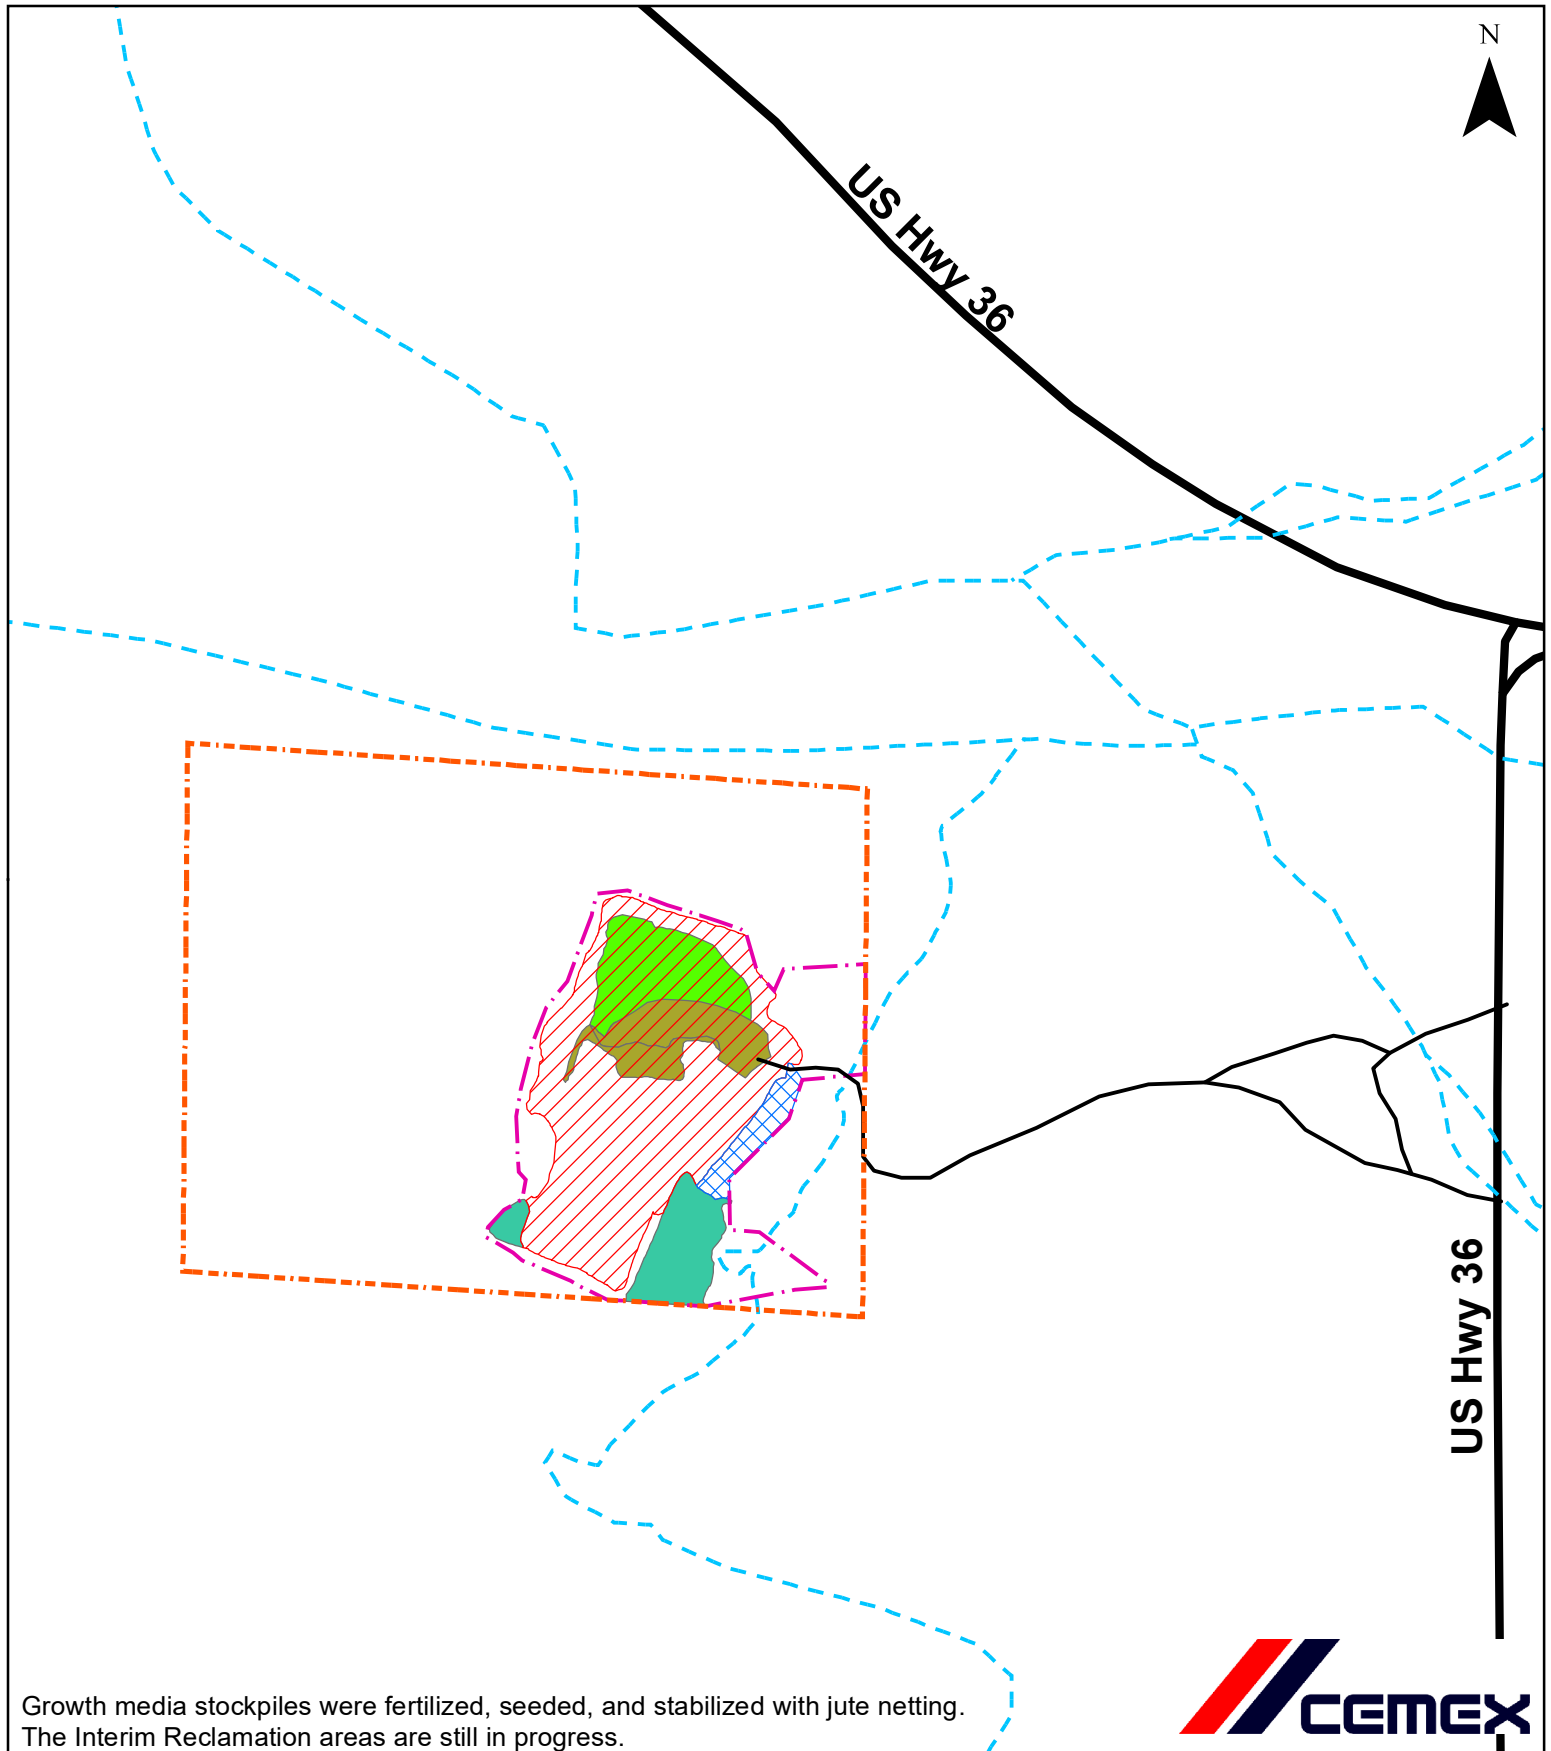 N
US Hwy 36
US Hwy 36
Growth media stockpiles were fertilized, seeded, and stabilized with jute netting.
The Interim Reclamation areas are still in progress.
CEMEX